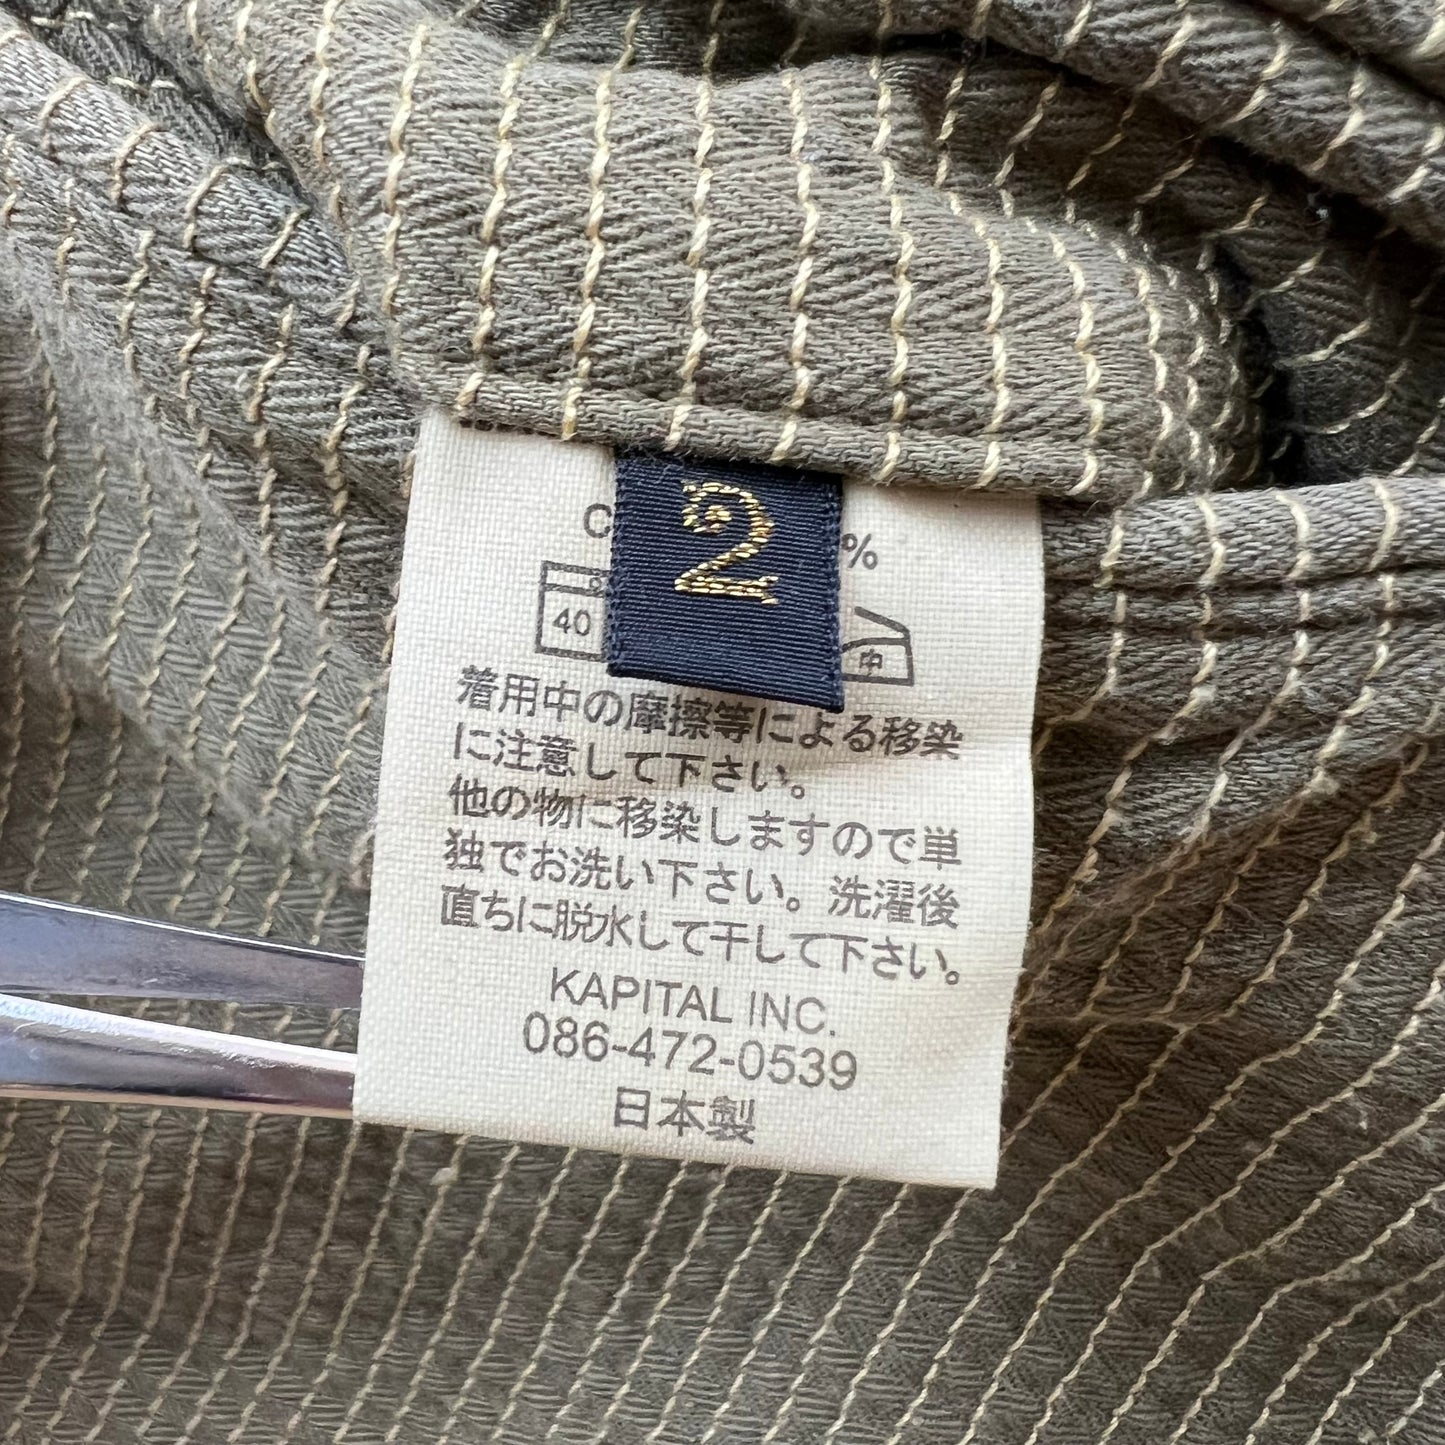 2
C %
40 中
着用中の摩擦等による移染
に注意して下さい。
他の物に移染しますので単
独でお洗い下さい。洗濯後
直ちに脱水して干して下さい。
KAPITAL INC.
086-472-0539
日本製